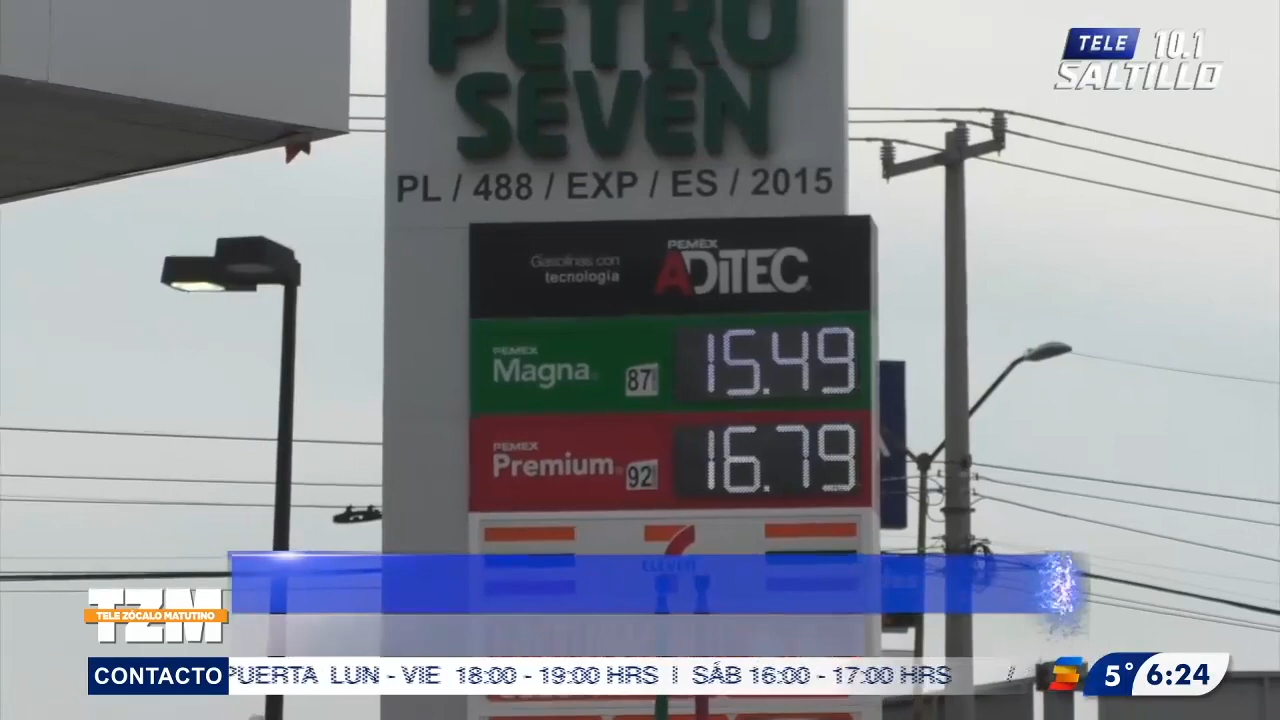 PETRO
SEVEN
PL / 488 / EXP / ES / 2015
TELE 10.1
SALTILLO
Gasolinas con
tecnología
PEMEX
ADiTEC
PEMEX
Magna 87 15.49
PEMEX
Premium 92 16.79
ELEVEN
TZM
TELE ZÓCALO MATUTINO
CONTACTO PUERTA LUN - VIE 18:00 - 19:00 HRS | SÁB 16:00 - 17:00 HRS /
5° 6:24